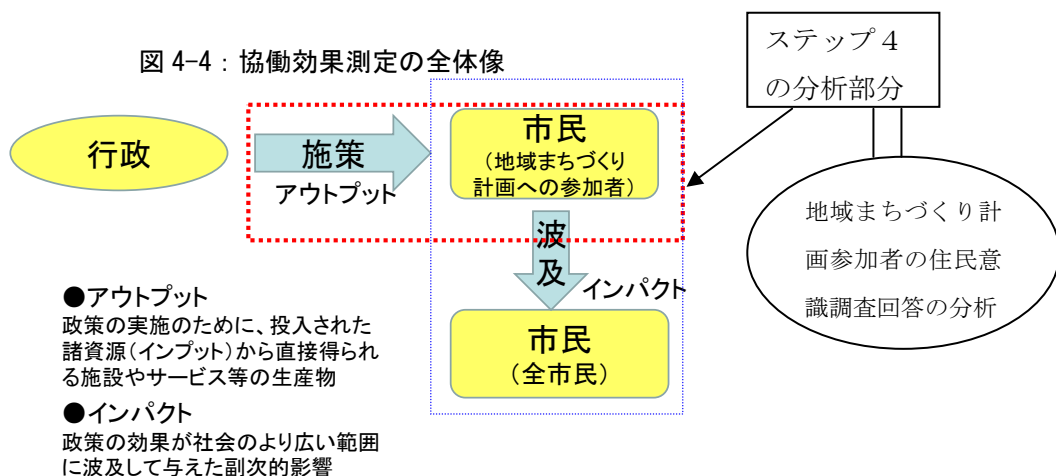 図 4-4：協働効果測定の全体像
ステップ４
の分析部分
行政
施策
アウトプット
市民
（地域まちづくり
計画への参加者）
波及
インパクト
市民
（全市民）
地域まちづくり計
画参加者の住民意
識調査回答の分析
●アウトプット
政策の実施のために、投入された
諸資源（インプット）から直接得られ
る施設やサービス等の生産物
●インパクト
政策の効果が社会のより広い範囲
に波及して与えた副次的影響